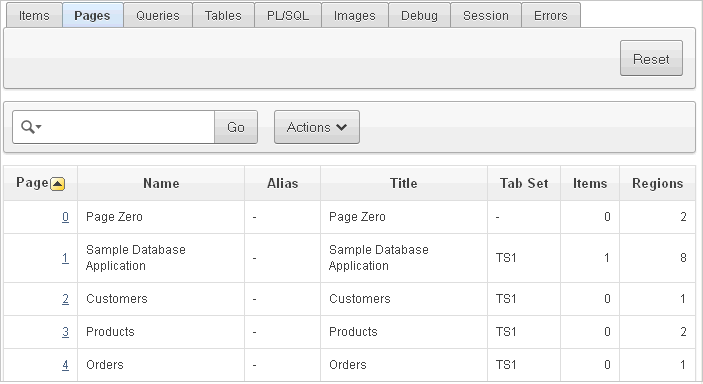 Items Pages Queries Tables PL/SQL Images Debug Session Errors
Reset
Go Actions
Page Name Alias Title Tab Set Items Regions
0 Page Zero - Page Zero - 0 2
1 Sample Database Application - Sample Database Application TS1 1 8
2 Customers - Customers TS1 0 1
3 Products - Products TS1 0 2
4 Orders - Orders TS1 0 1